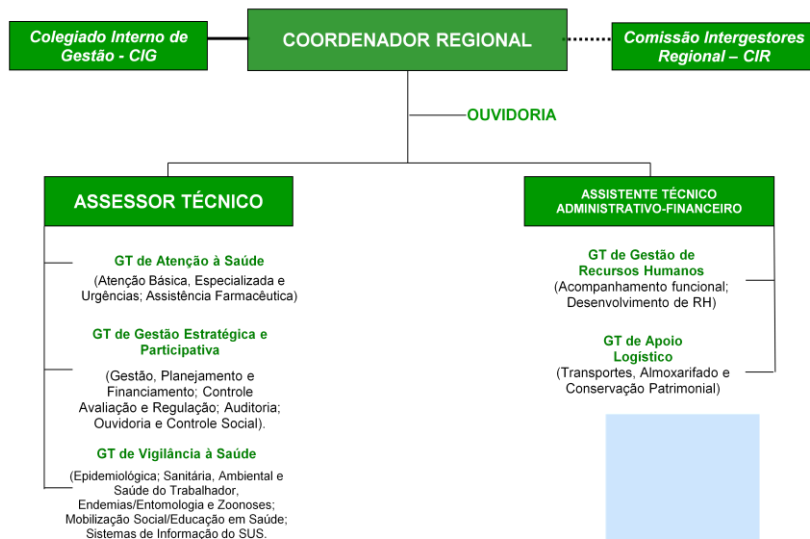 Colegiado Interno de
Gestão - CIG
COORDENADOR REGIONAL
Comissão Intergestores
Regional – CIR
OUVIDORIA
ASSESSOR TÉCNICO
GT de Atenção à Saúde
(Atenção Básica, Especializada e
Urgências; Assistência Farmacêutica)
GT de Gestão Estratégica e
Participativa
(Gestão, Planejamento e
Financiamento; Controle
Avaliação e Regulação; Auditoria;
Ouvidoria e Controle Social).
GT de Vigilância à Saúde
(Epidemiológica; Sanitária, Ambiental e
Saúde do Trabalhador,
Endemias/Entomologia e Zoonoses;
Mobilização Social/Educação em Saúde;
Sistemas de Informação do SUS.
ASSISTENTE TÉCNICO
ADMINISTRATIVO-FINANCEIRO
GT de Gestão de
Recursos Humanos
(Acompanhamento funcional;
Desenvolvimento de RH)
GT de Apoio
Logístico
(Transportes, Almoxarifado e
Conservação Patrimonial)